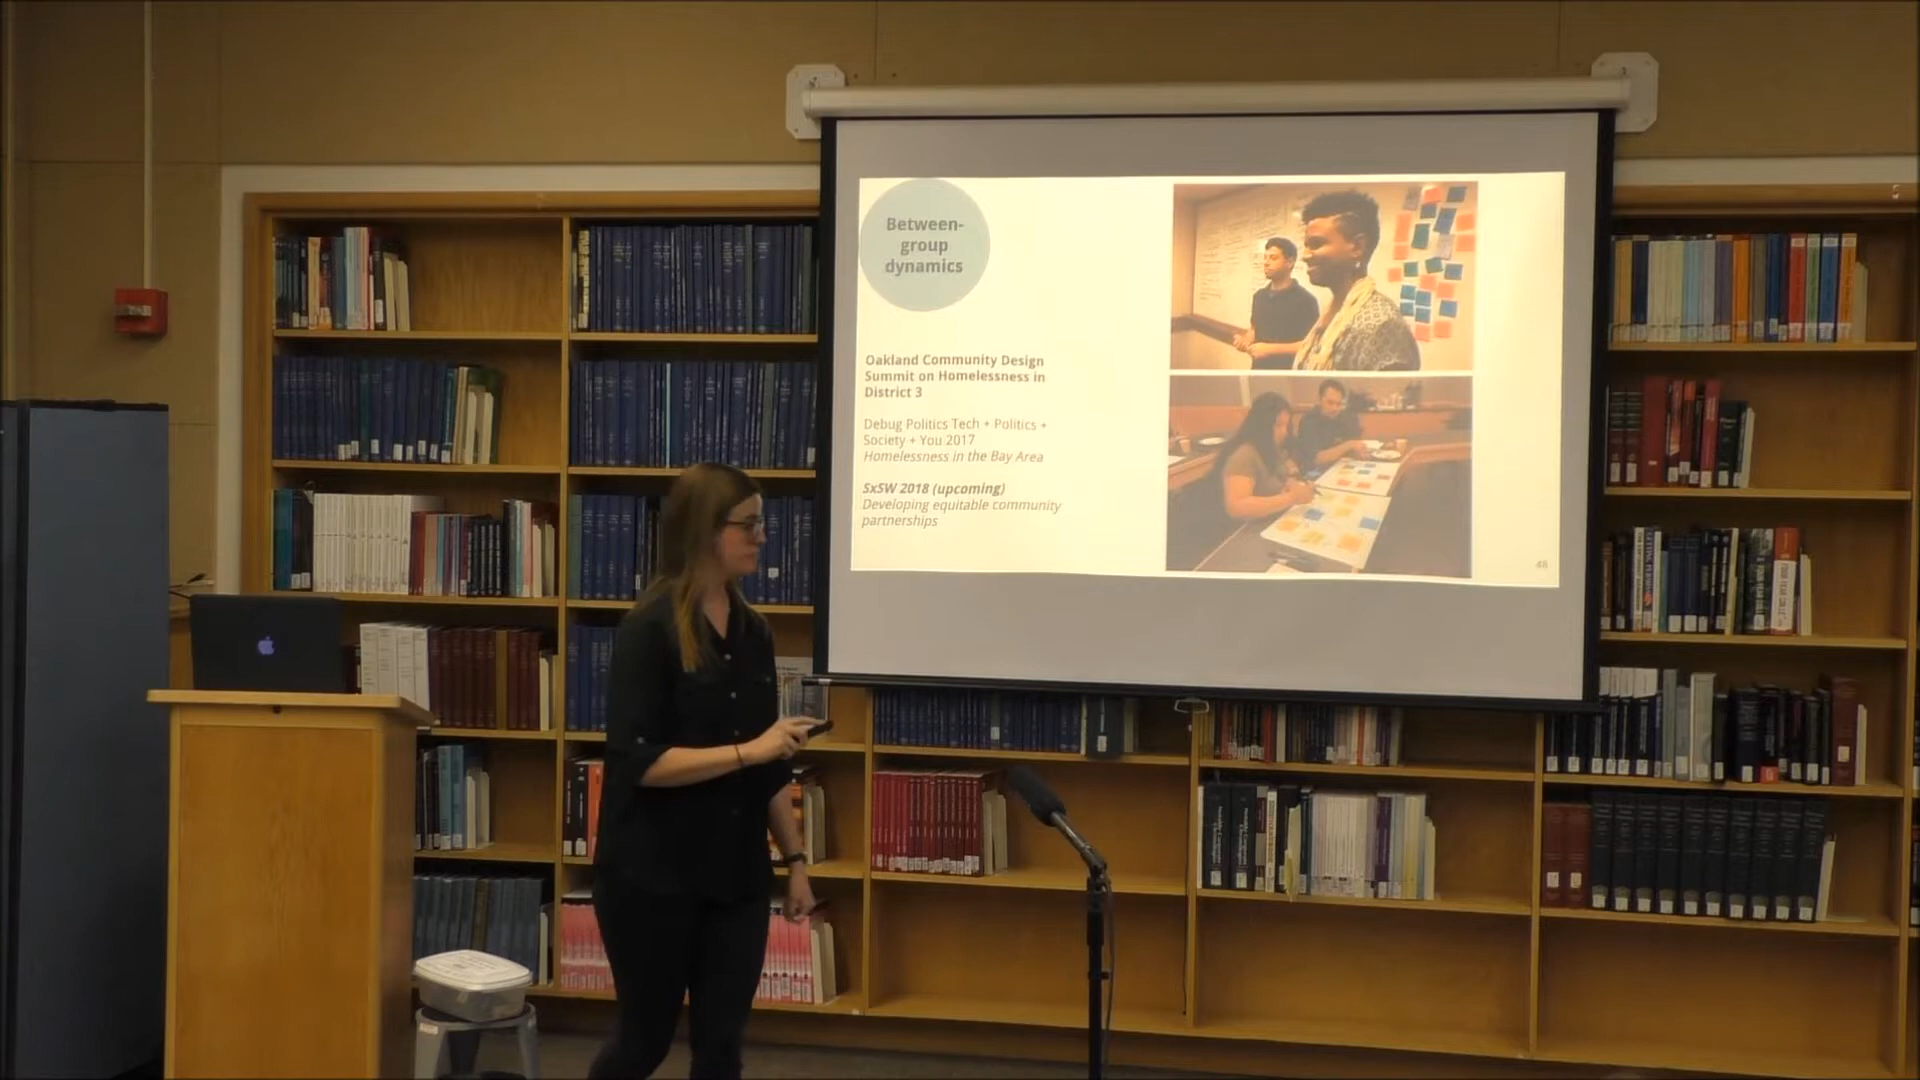 Between-
group
dynamics
Oakland Community Design
Summit on Homelessness in
District 3
Debug Politics Tech + Politics +
Society + You 2017
Homelessness in the Bay Area
SxSW 2018 (upcoming)
Developing equitable community
partnerships
48